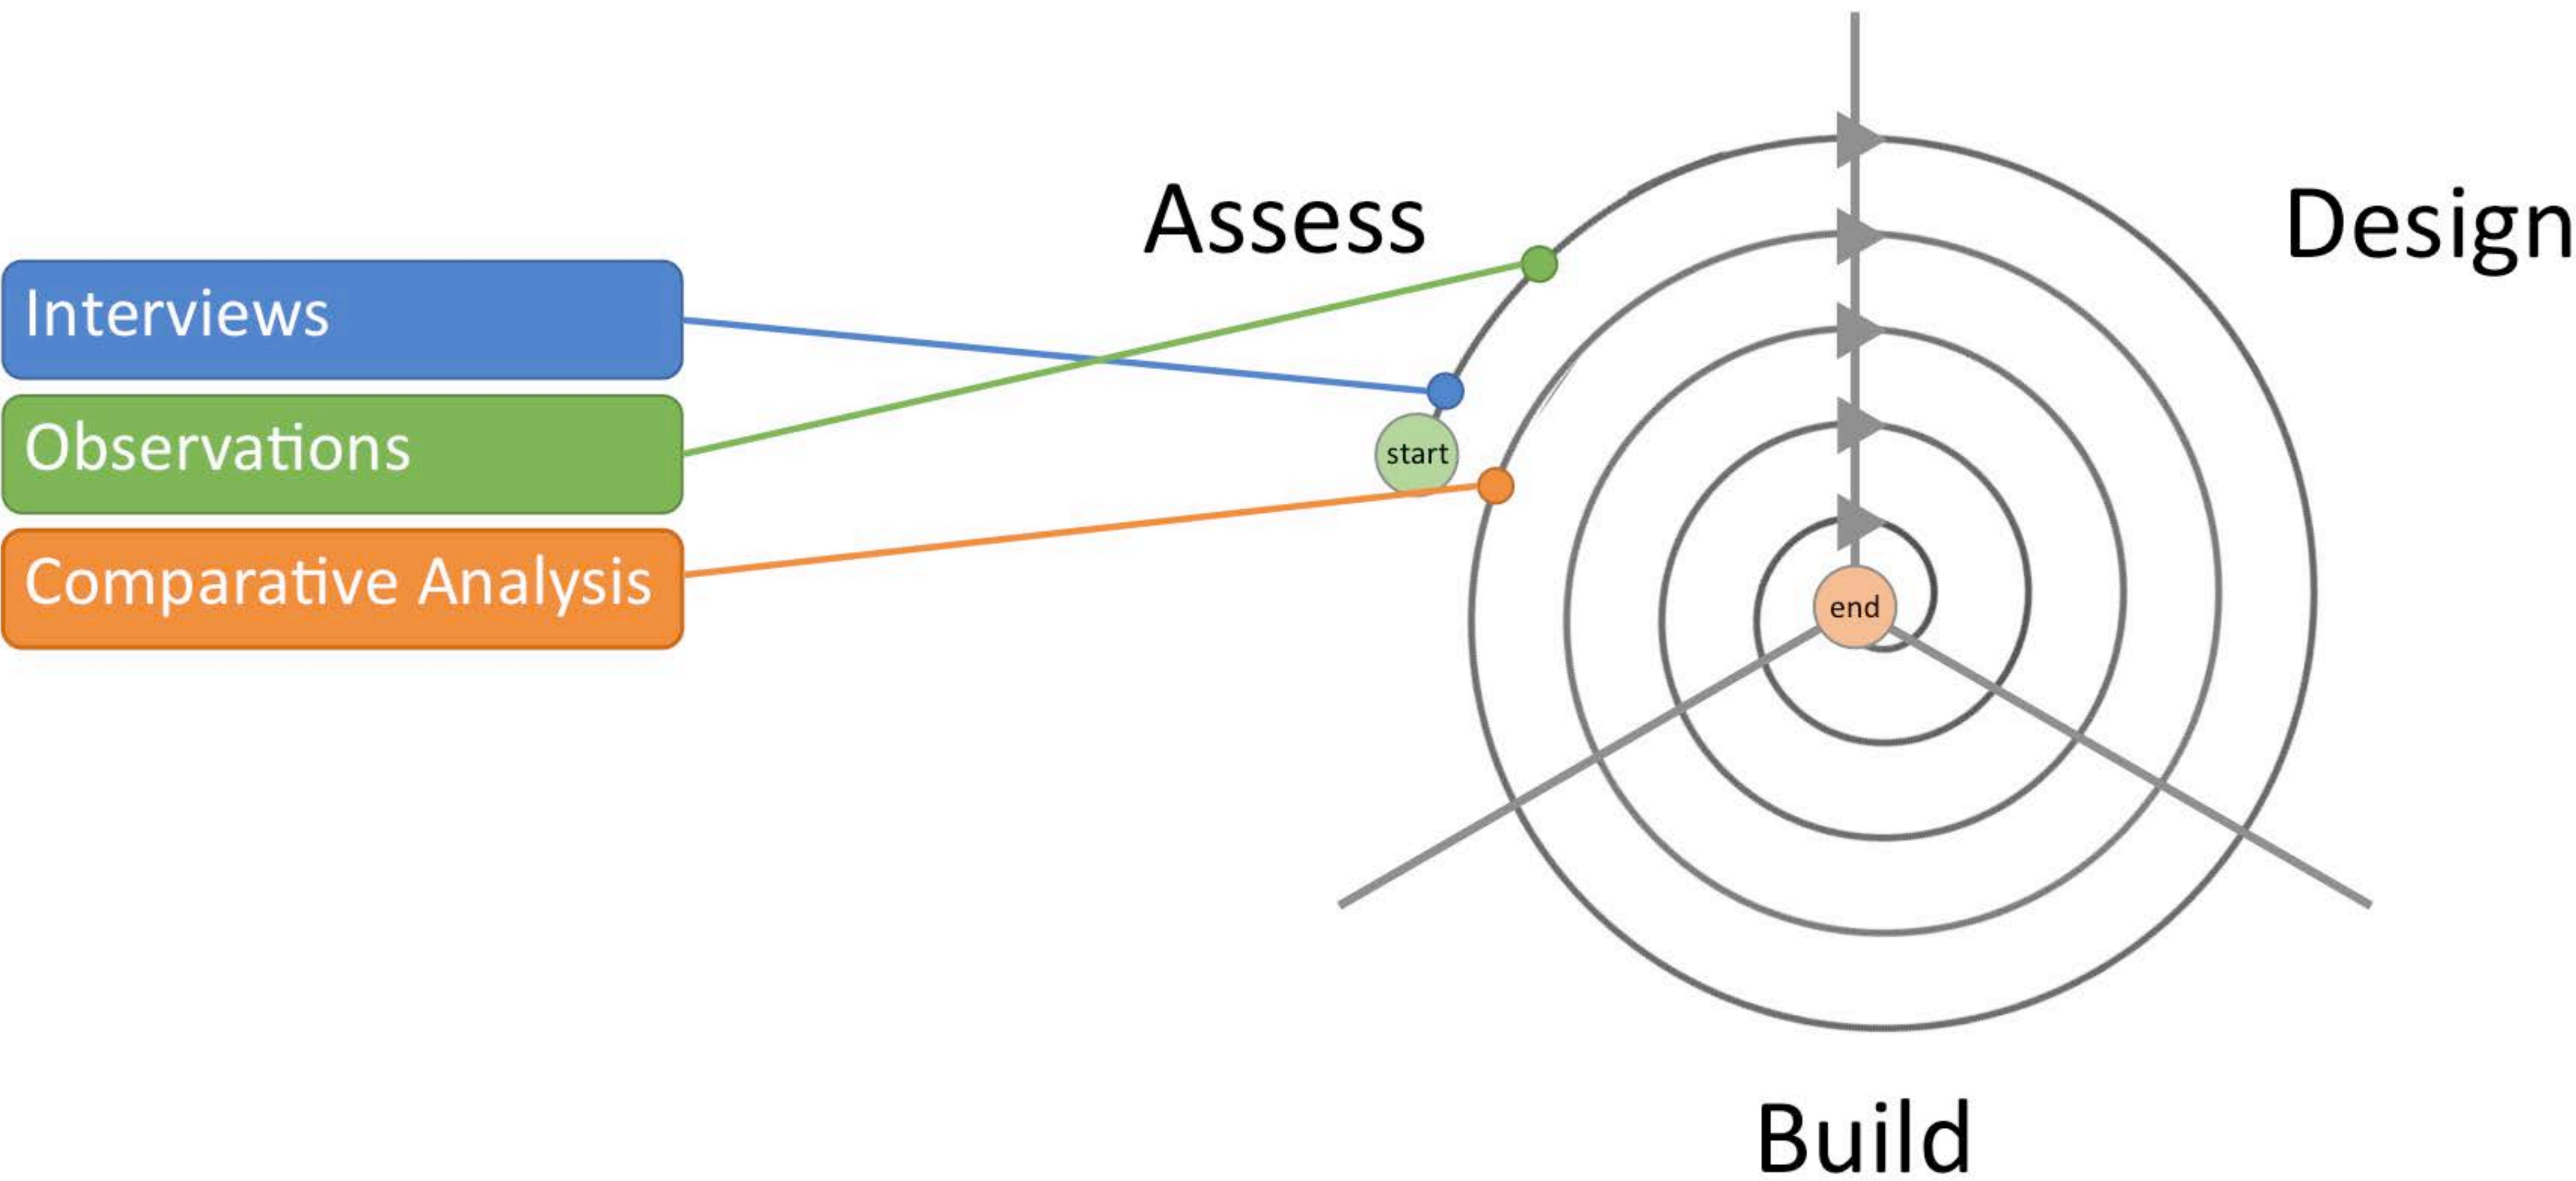 Assess
Design
Interviews
Observations
Comparative Analysis
start
end
Build